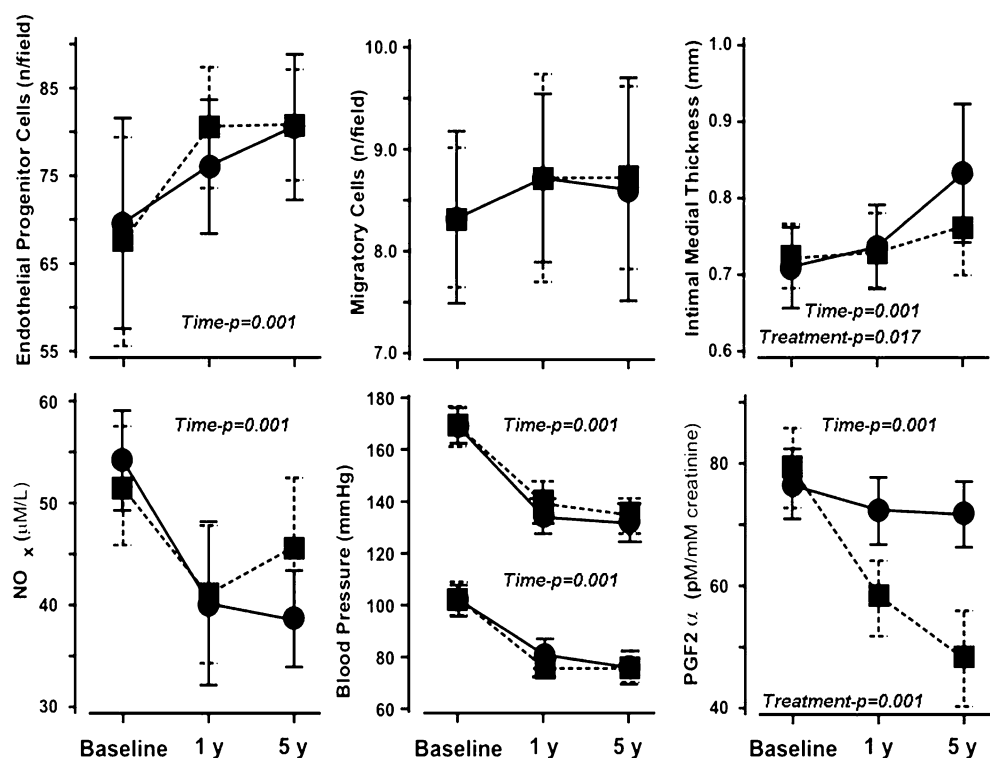 Endothelial Progenitor Cells (n/field)
85
75
65
55
Time-p=0.001
Migratory Cells (n/field)
10.0
9.0
8.0
7.0
Intimal Medial Thickness (mm)
1.0
0.9
0.8
0.7
0.6
Time-p=0.001
Treatment-p=0.017
NO x (μM/L)
60
50
40
30
Time-p=0.001
Baseline 1 y 5 y
Blood Pressure (mmHg)
180
160
140
120
100
80
60
Time-p=0.001
Time-p=0.001
Baseline 1 y 5 y
PGF2 α (pM/mM creatinine)
80
60
40
Time-p=0.001
Treatment-p=0.001
Baseline 1 y 5 y